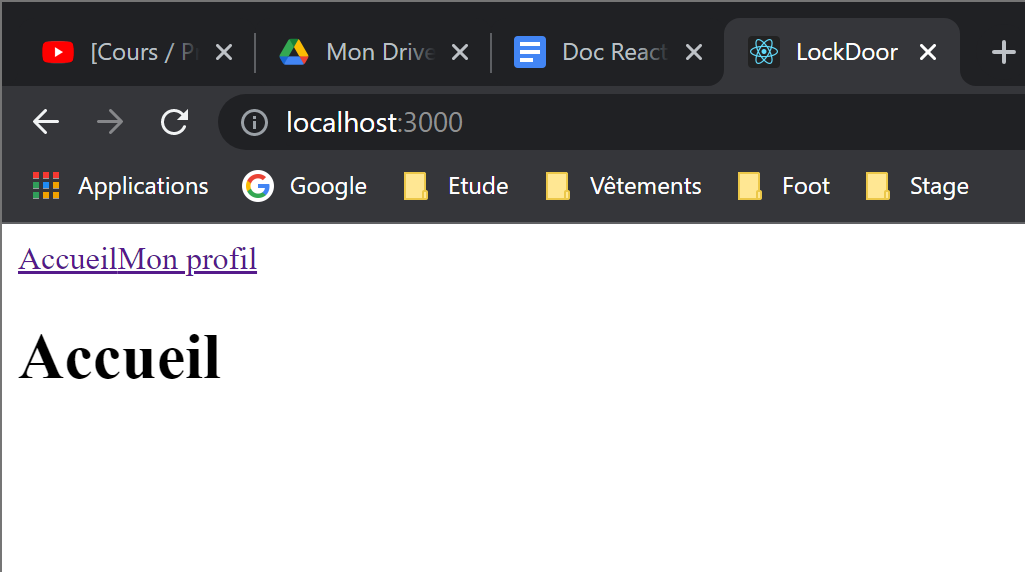 [Cours / Mon Drive Doc React LockDoor
localhost:3000
Applications Google Etude Vêtements Foot Stage
AccueilMon profil
Accueil